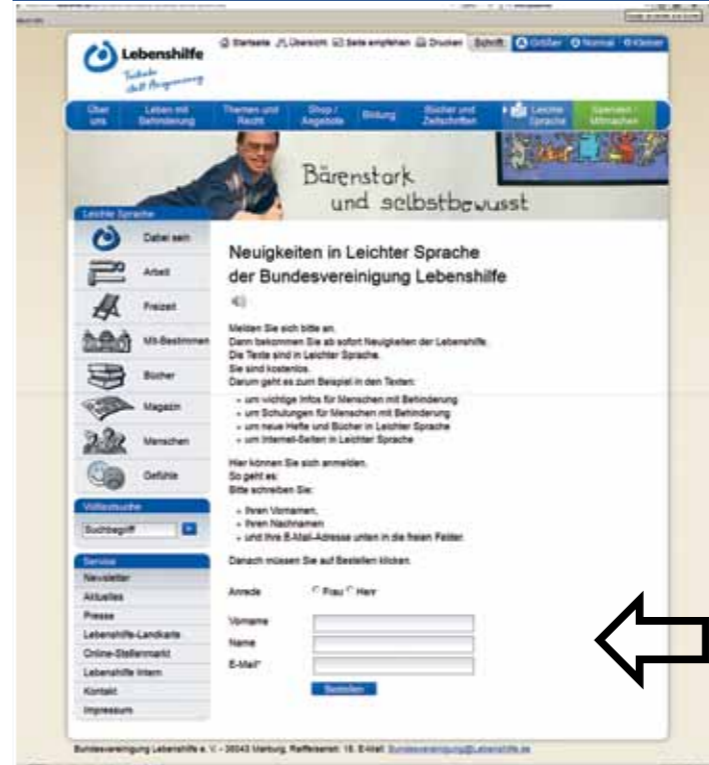 Startseite Übersicht Seite empfehlen Drucken Schrift Größer Normal Kleiner
Lebenshilfe
Teilhabe
statt Ausgrenzung
Über uns
Leben mit Behinderung
Themen und Recht
Shop / Angebote
Bildung
Bücher und Zeitschriften
Leichte Sprache
Spenden / Mitmachen
Bärenstark
und selbstbewusst
Leichte Sprache
Dabei sein
Arbeit
Freizeit
Mit-Bestimmen
Bücher
Magazin
Menschen
Gefühle
Volltextsuche
Suchbegriff
Service
Newsletter
Aktuelles
Presse
Lebenshilfe-Landkarte
Online-Stellenmarkt
Lebenshilfe Intern
Kontakt
Impressum
Neuigkeiten in Leichter Sprache
der Bundesvereinigung Lebenshilfe
Melden Sie sich bitte an.
Dann bekommen Sie ab sofort Neuigkeiten der Lebenshilfe.
Die Texte sind in Leichter Sprache.
Sie sind kostenlos.
Darum geht es zum Beispiel in den Texten:
um wichtige Infos für Menschen mit Behinderung
um Schulungen für Menschen mit Behinderung
um neue Hefte und Bücher in Leichter Sprache
um Internet-Seiten in Leichter Sprache
Hier können Sie sich anmelden.
So geht es:
Bitte schreiben Sie:
Ihren Vornamen,
Ihren Nachnamen
und Ihre E-Mail-Adresse unten in die freien Felder.
Danach müssen Sie auf Bestellen klicken.
Anrede Frau Herr
Vorname
Name
E-Mail*
Bestellen
Bundesvereinigung Lebenshilfe e. V. - 35043 Marburg, Raiffeisenstr. 18, E-Mail: Bundesvereinigung@Lebenshilfe.de